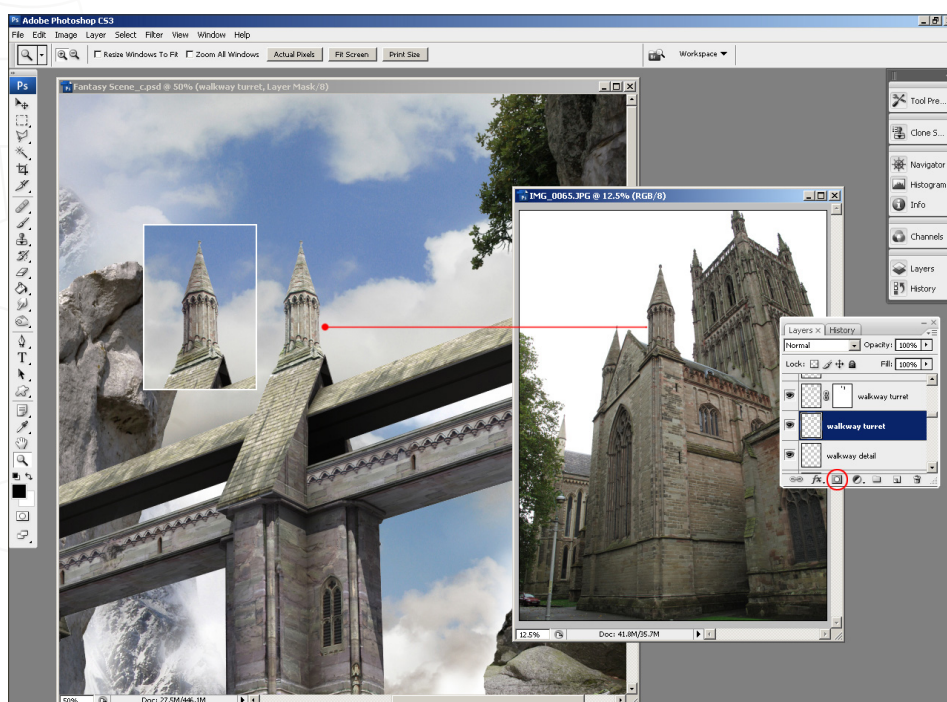 Ps Adobe Photoshop CS3
File Edit Image Layer Select Filter View Window Help
Resize Windows To Fit Zoom All Windows Actual Pixels Fit Screen Print Size Workspace
Ps
Fantasy Scene_c.psd @ 50% (walkway turret, Layer Mask/8)
Tool Pre...
Clone S...
Navigator
Histogram
Info
Channels
Layers
History
IMG_0065.JPG @ 12.5% (RGB/8)
Layers × History
Normal Opacity: 100%
Lock: Fill: 100%
walkway turret
walkway turret
walkway detail
fx.
T
12.5% Doc: 41.8M/35.7M
50% Doc: 27.5M/446.1M